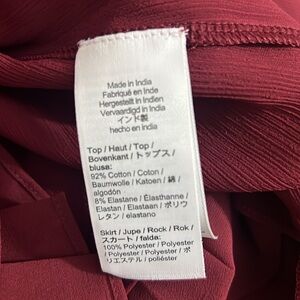 Made in India
Fabriqué en Inde
Hergestellt in Indien
Vervaardigd in India
インド製
hecho en india
Top / Haut / Top /
Bovenkant / トップス /
blusa:
92% Cotton / Coton /
Baumwolle / Katoen / 綿 /
algodón
8% Elastane / Elasthanne /
Elastan / Elastaan / ポリウ
レタン / elastano
Skirt / Jupe / Rock / Rok /
スカート / falda:
100% Polyester / Polyester
/ Polyester / Polyester / ポ
リエステル / poliéster